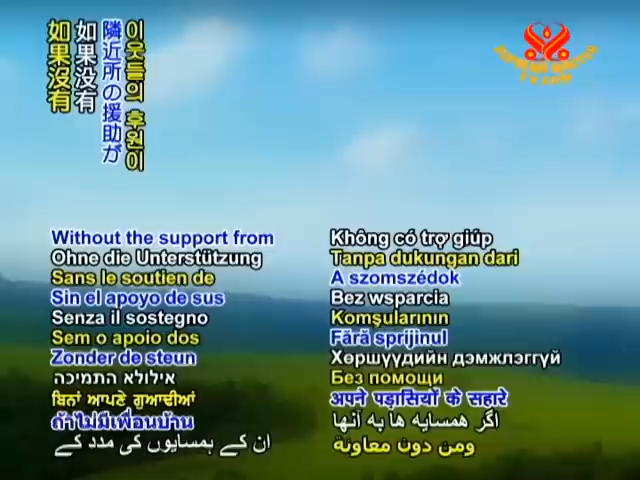 如果沒有
如果没有
隣近所の援助が
이웃들의 후원이
SUPREME MASTER
TV.COM
Without the support from
Ohne die Unterstützung
Sans le soutien de
Sin el apoyo de sus
Senza il sostegno
Sem o apoio dos
Zonder de steun
אילולא התמיכה
ਬਿਨਾਂ ਆਪਣੇ ਗੁਆਢੀਆਂ
ถ้าไม่มีเพื่อนบ้าน
ان کے ہمسایوں کی مدد کے
Không có trợ giúp
Tanpa dukungan dari
A szomszédok
Bez wsparcia
Komşularının
Fără sprijinul
Хөршүүдийн дэмжлэггүй
Без помощи
अपने पड़ासियों के सहारे
اگر همسایه ها به آنها
ومن دون معاونة